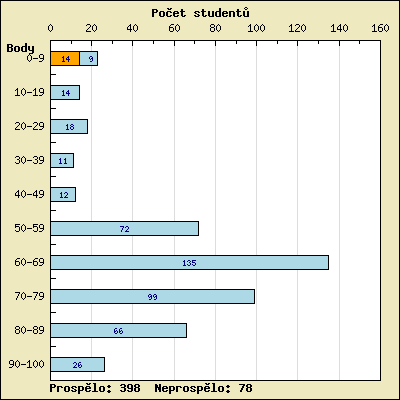 Počet studentů
0 20 40 60 80 100 120 140 160
Body
0-9 14 9
10-19 14
20-29 18
30-39 11
40-49 12
50-59 72
60-69 135
70-79 99
80-89 66
90-100 26
Prospělo: 398 Neprospělo: 78